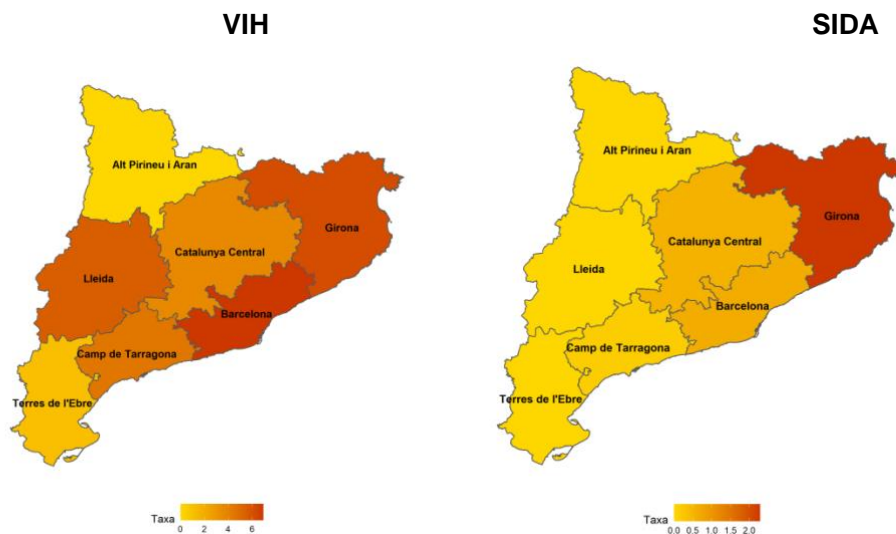 VIH
SIDA
Alt Pirineu i Aran
Girona
Catalunya Central
Lleida
Barcelona
Camp de Tarragona
Terres de l'Ebre
Taxa
0 2 4 6
Alt Pirineu i Aran
Girona
Catalunya Central
Lleida
Barcelona
Camp de Tarragona
Terres de l'Ebre
Taxa
0.0 0.5 1.0 1.5 2.0